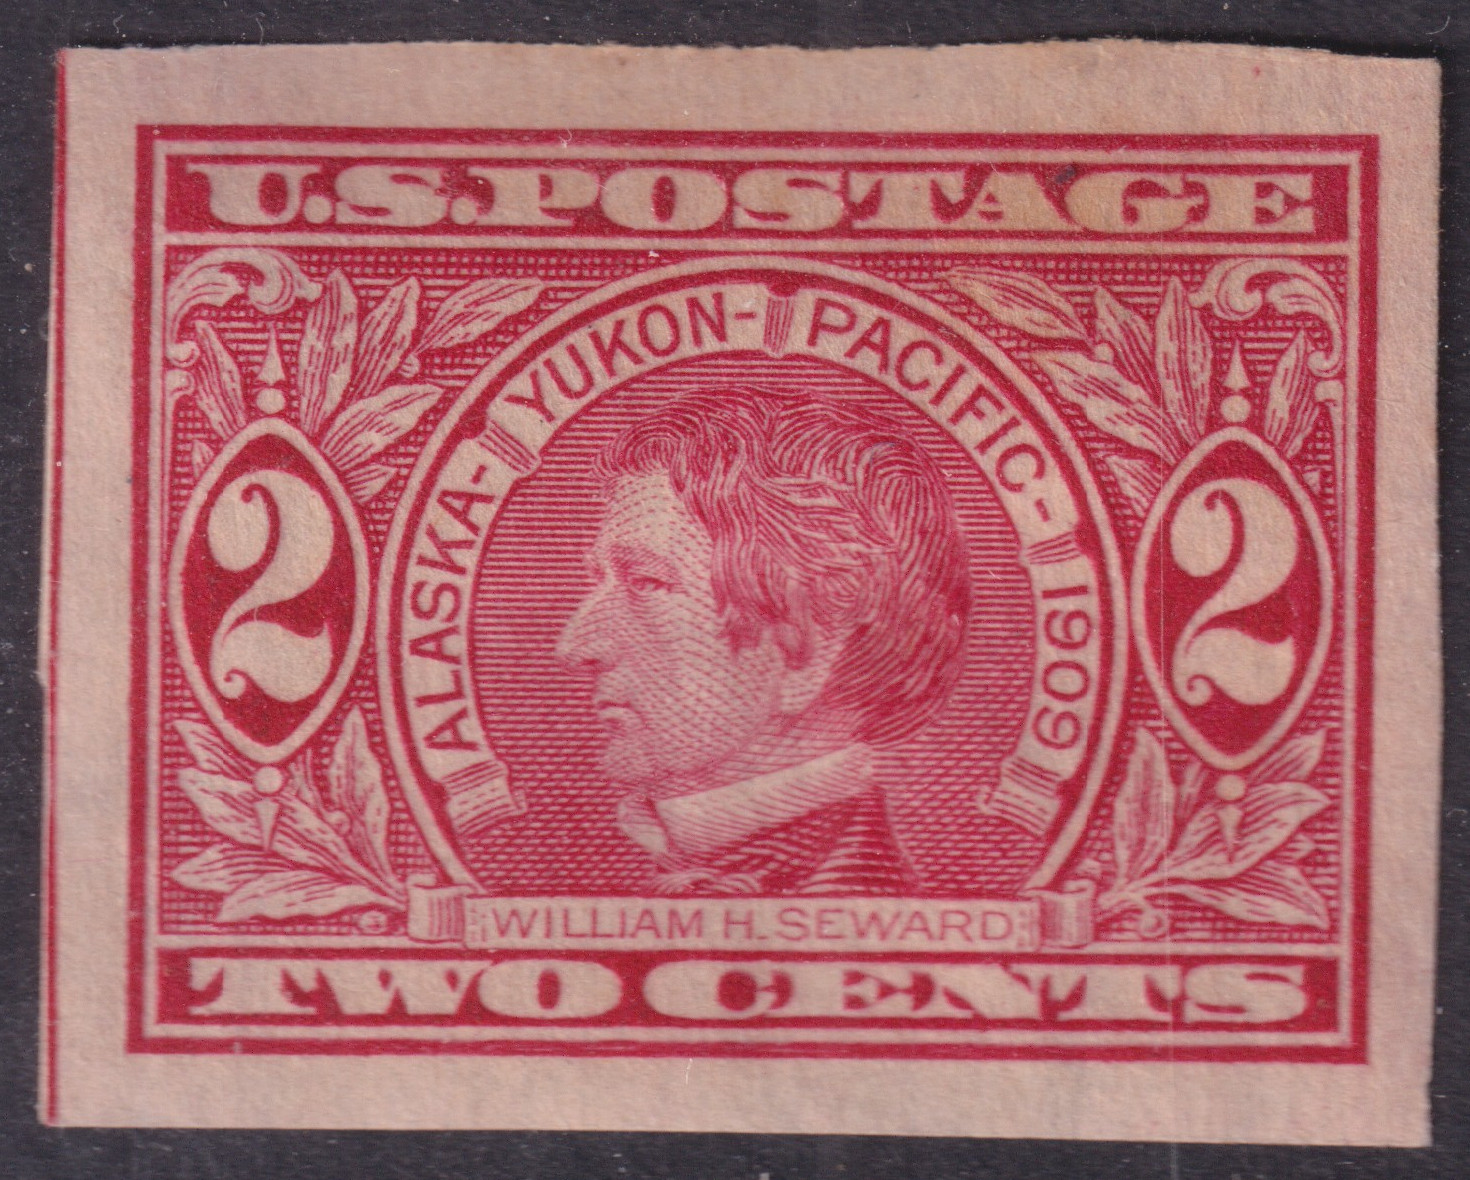 U.S. POSTAGE
ALASKA-YUKON-PACIFIC-1909
2 2
WILLIAM H. SEWARD
TWO CENTS